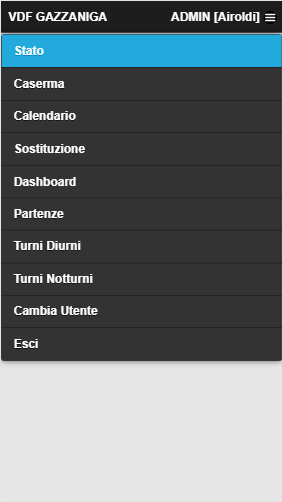 VDF GAZZANIGA ADMIN [Airoldi]
Stato
Caserma
Calendario
Sostituzione
Dashboard
Partenze
Turni Diurni
Turni Notturni
Cambia Utente
Esci